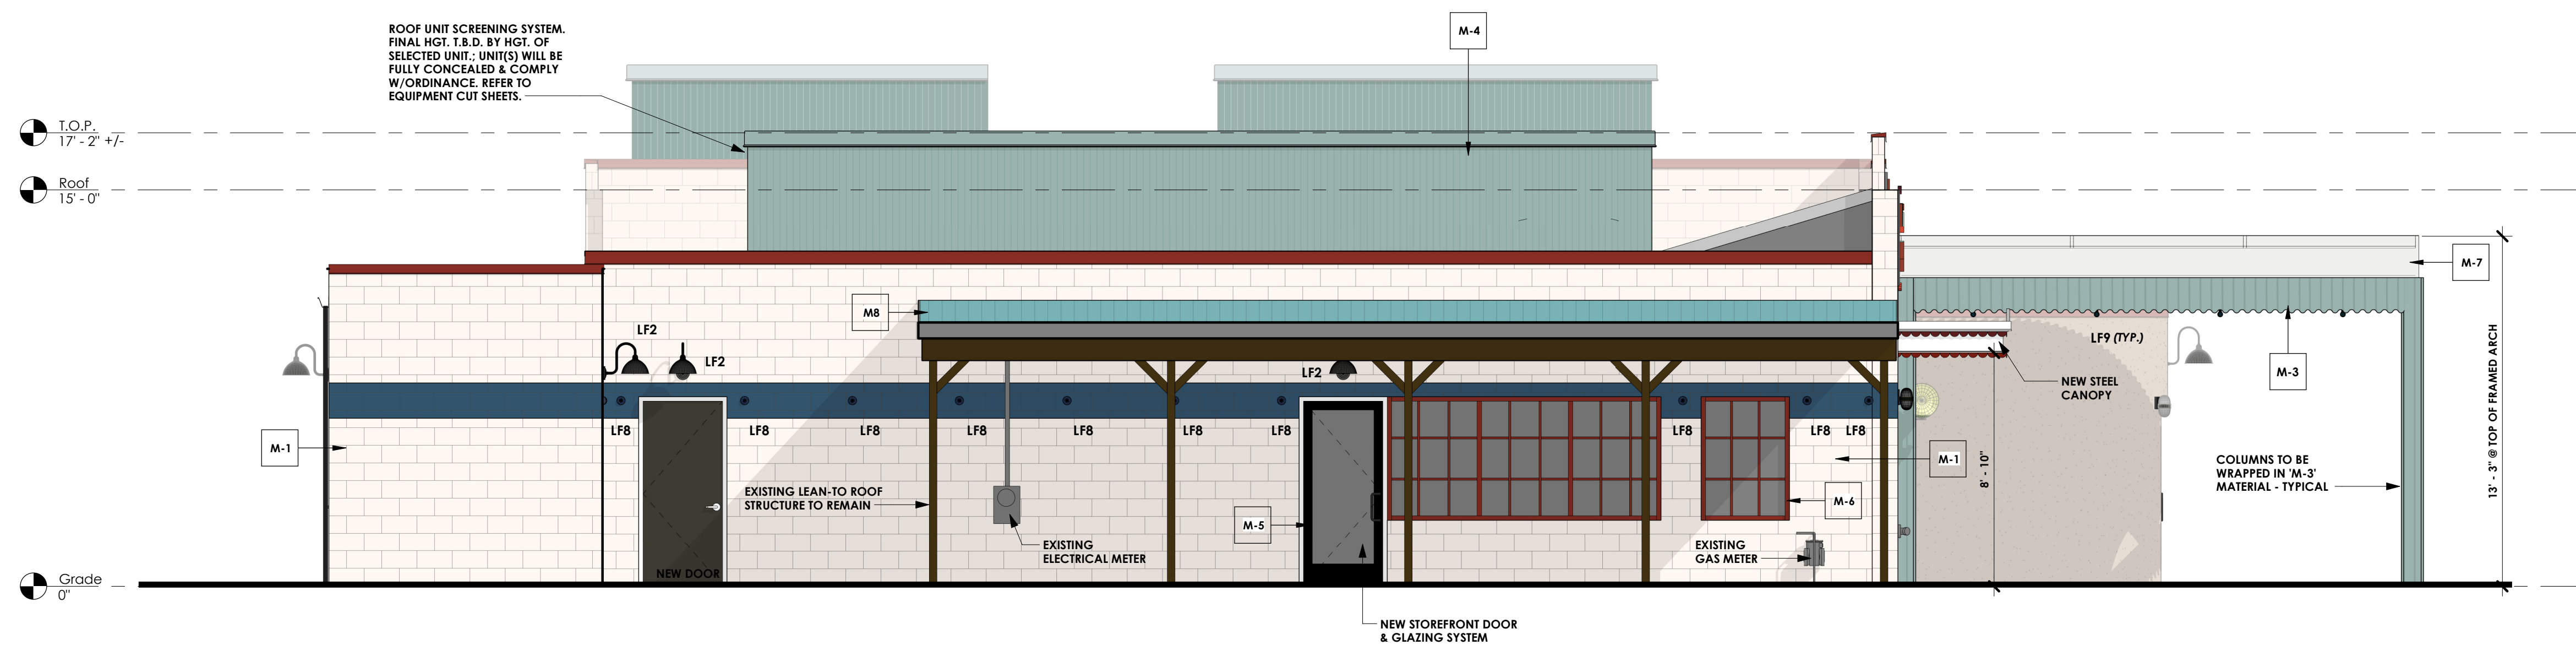 ROOF UNIT SCREENING SYSTEM.
FINAL HGT. T.B.D. BY HGT. OF
SELECTED UNIT.; UNIT(S) WILL BE
FULLY CONCEALED & COMPLY
W/ORDINANCE. REFER TO
EQUIPMENT CUT SHEETS.
M-4
T.O.P.
17' - 2" +/-
Roof
15' - 0"
M-7
M8
LF2
LF2
LF2
LF9 (TYP.)
M-3
NEW STEEL
CANOPY
13' - 3" @ TOP OF FRAMED ARCH
LF8
LF8
LF8
LF8
LF8
LF8
LF8
LF8
LF8
LF8
M-1
M-1
8' - 10"
COLUMNS TO BE
WRAPPED IN 'M-3'
MATERIAL - TYPICAL
EXISTING LEAN-TO ROOF
STRUCTURE TO REMAIN
M-6
M-5
EXISTING
ELECTRICAL METER
EXISTING
GAS METER
NEW DOOR
Grade
0"
NEW STOREFRONT DOOR
& GLAZING SYSTEM